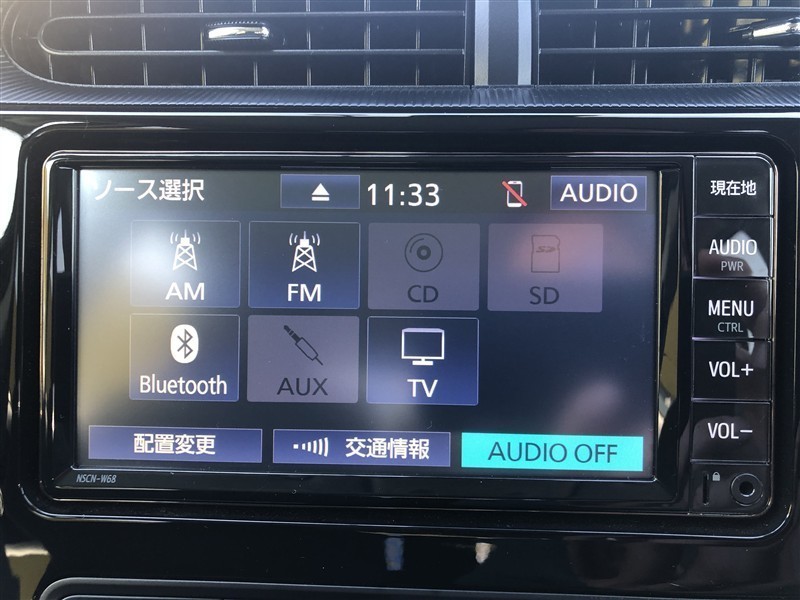 ソース選択 11:33 AUDIO
AM FM CD SD
Bluetooth AUX TV
配置変更 交通情報 AUDIO OFF
NSCN-W68
現在地
AUDIO
PWR
MENU
CTRL
VOL+
VOL-